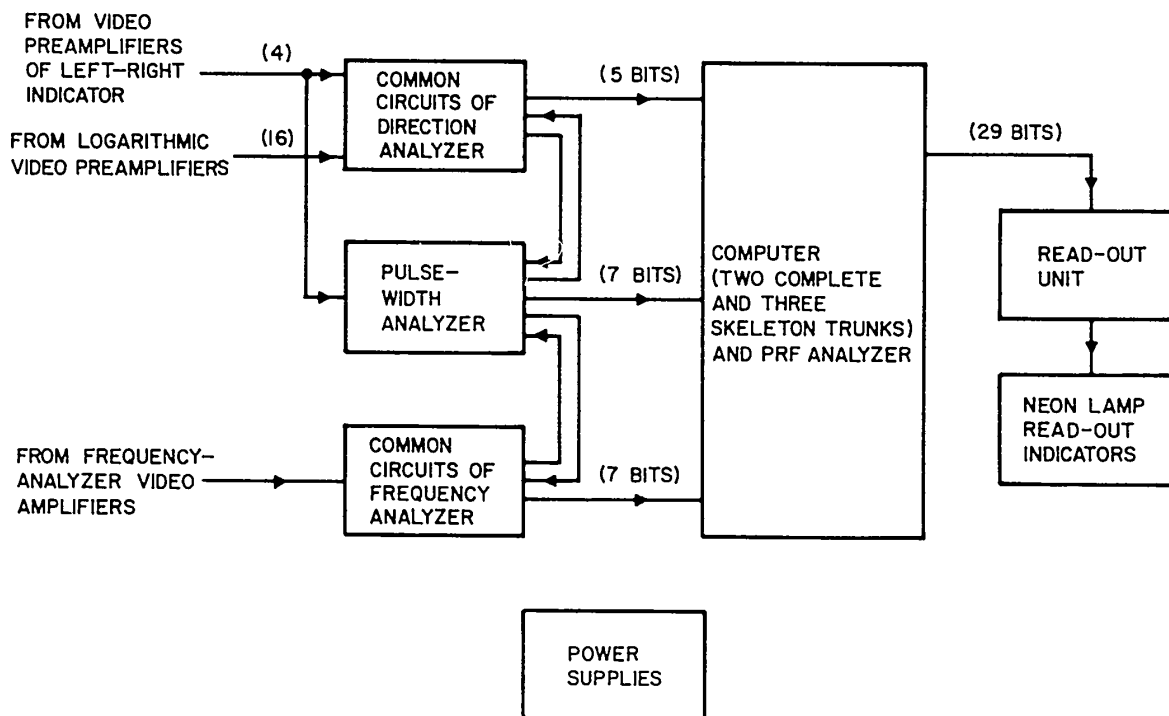 FROM VIDEO
PREAMPLIFIERS
OF LEFT-RIGHT
INDICATOR
(4)
FROM LOGARITHMIC
VIDEO PREAMPLIFIERS
(16)
COMMON
CIRCUITS OF
DIRECTION
ANALYZER
(5 BITS)
PULSE-
WIDTH
ANALYZER
(7 BITS)
FROM FREQUENCY-
ANALYZER VIDEO
AMPLIFIERS
COMMON
CIRCUITS OF
FREQUENCY
ANALYZER
(7 BITS)
COMPUTER
(TWO COMPLETE
AND THREE
SKELETON TRUNKS)
AND PRF ANALYZER
(29 BITS)
READ-OUT
UNIT
NEON LAMP
READ-OUT
INDICATORS
POWER
SUPPLIES